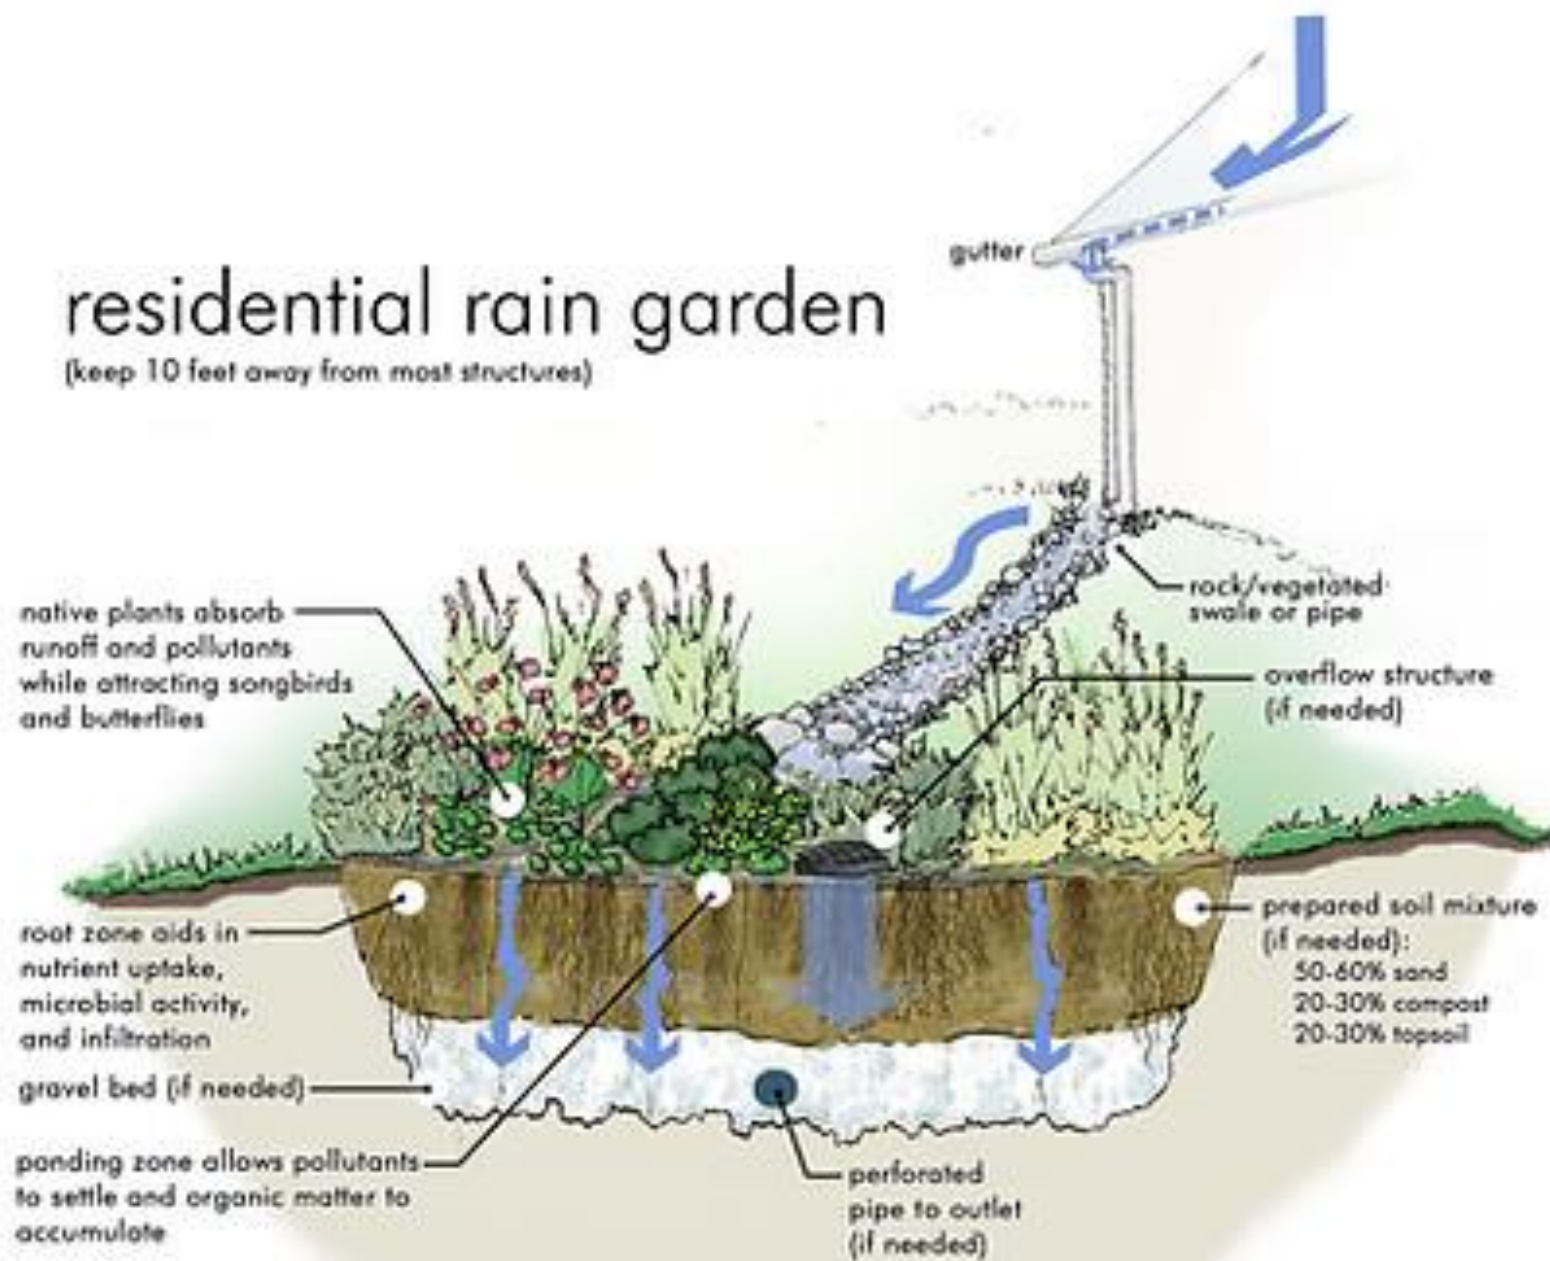 gutter
residential rain garden
(keep 10 feet away from most structures)
rock/vegetated
swale or pipe
native plants absorb
runoff and pollutants
while attracting songbirds
and butterflies
overflow structure
(if needed)
root zone aids in
nutrient uptake,
microbial activity,
and infiltration
prepared soil mixture
(if needed):
50-60% sand
20-30% compost
20-30% topsoil
gravel bed (if needed)
ponding zone allows pollutants
to settle and organic matter to
accumulate
perforated
pipe to outlet
(if needed)